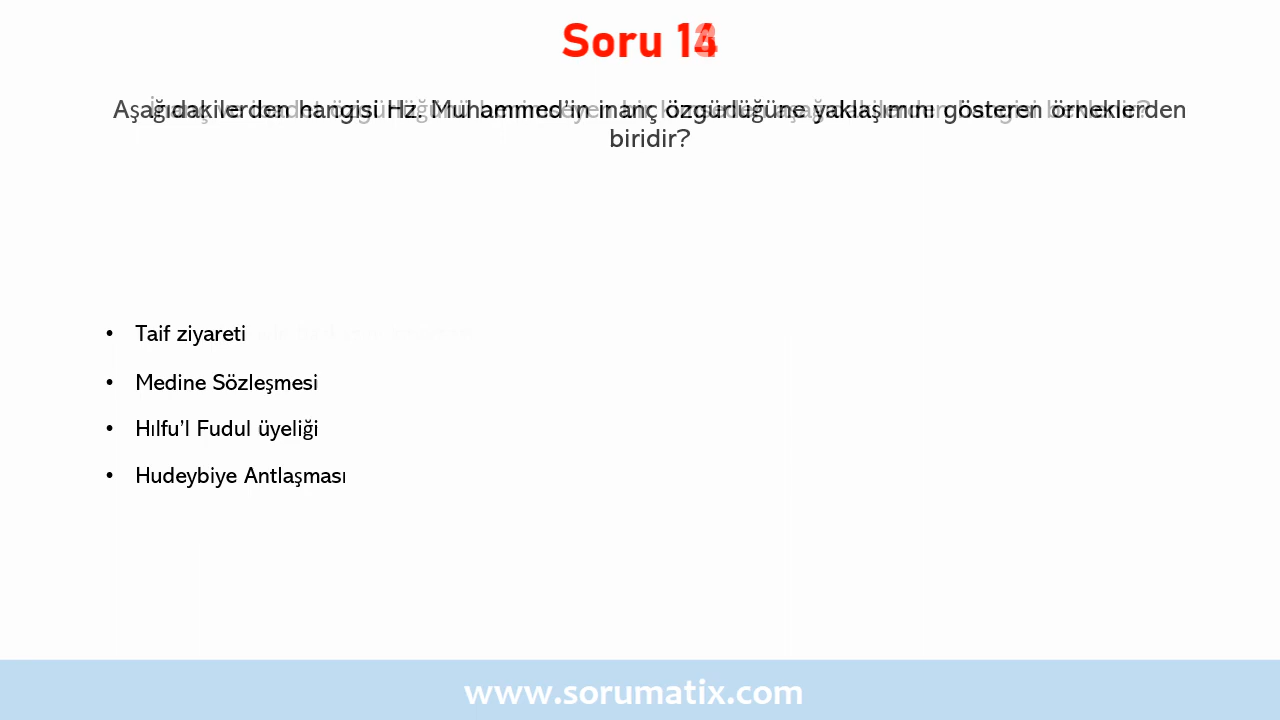 Soru 14
Aşağıdakilerden hangisi Hz. Muhammed’in inanç özgürlüğüne yaklaşımını gösteren örneklerden
biridir?
• Taif ziyareti
• Medine Sözleşmesi
• Hılfu’l Fudul üyeliği
• Hudeybiye Antlaşması
www.sorumatix.com